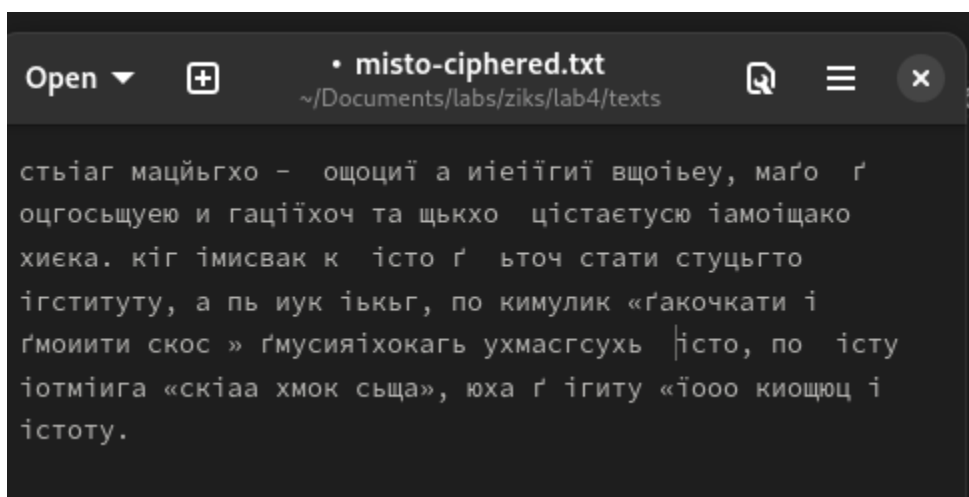 Open
• misto-ciphered.txt
~/Documents/labs/ziks/lab4/texts
стьіаг мацйьгхо –  ощоциї а иіеіїгиї вщоіьеу, маґо  ґ
оцгосьщуею и гаціїхоч та щькхо  цістаєтусю іамоіщако
хиєка. кіг імисвак к  істо ґ  ьточ стати стуцьгто
ігституту, а пь иук іькьг, по кимулик «ґакочкати і
ґмоиити скос » ґмусияіхокагь ухмасгсухь  істо, по  істу
іотміига «скіаа хмок сьща», юха ґ ігиту «їооо киощюц і
істоту.